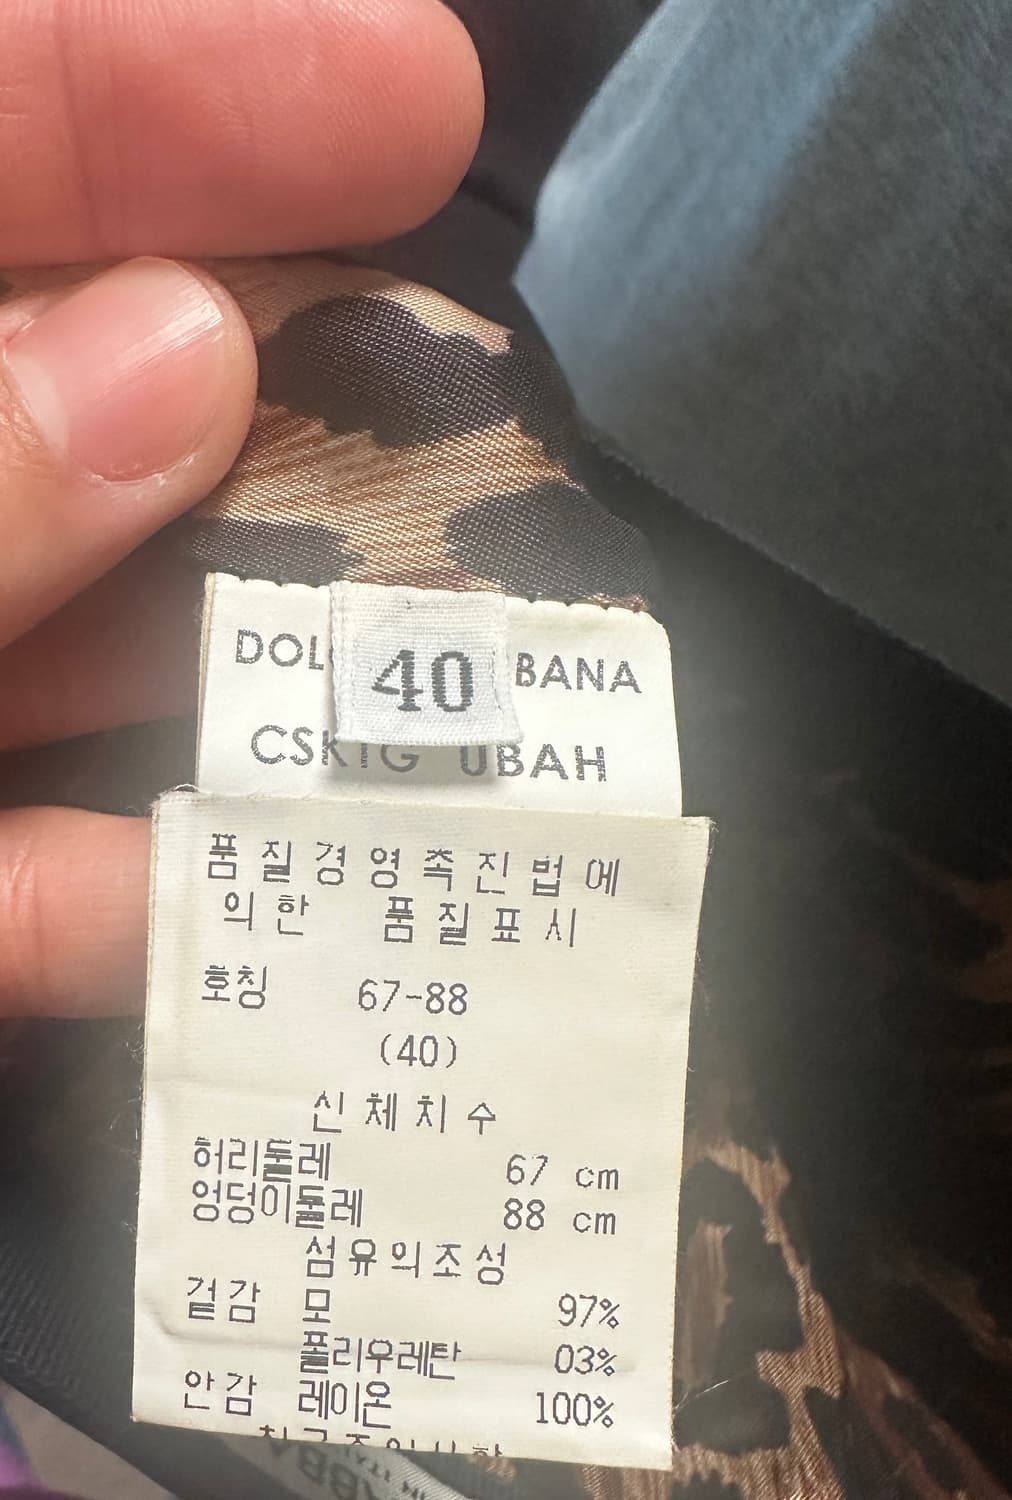 DOL BANA
40
CSKTG UBAH
품질경영촉진법에
의한 품질표시
호칭 67-88
(40)
신체치수
허리둘레 67 cm
엉덩이둘레 88 cm
섬유의조성
겉감 모 97%
폴리우레탄 03%
안감 레이온 100%